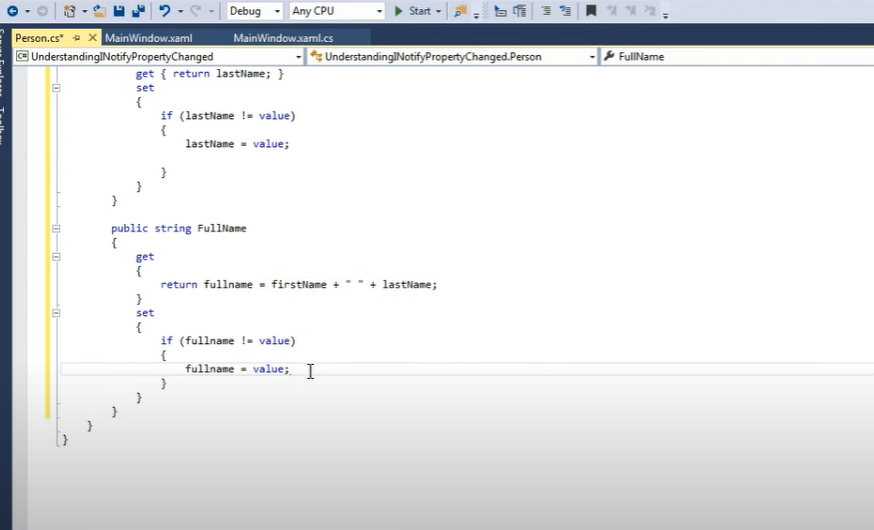 Debug Any CPU Start
Person.cs* MainWindow.xaml MainWindow.xaml.cs
UnderstandingINotifyPropertyChanged UnderstandingINotifyPropertyChanged.Person FullName
get { return lastName; }
set
{
if (lastName != value)
{
lastName = value;
}
}
}
public string FullName
{
get
{
return fullname = firstName + " " + lastName;
}
set
{
if (fullname != value)
{
fullname = value;
}
}
}
}
}